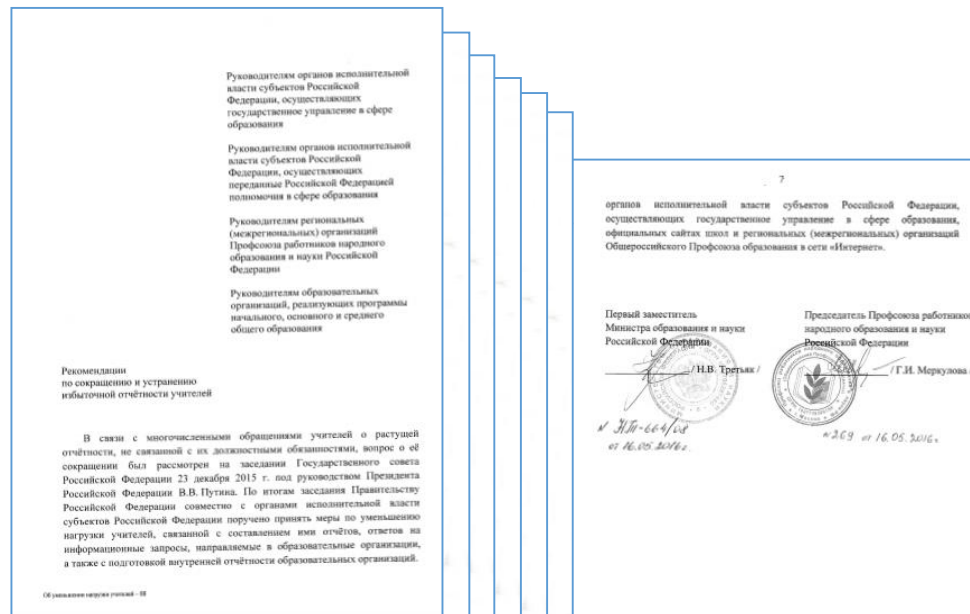 Руководителям органов исполнительной
власти субъектов Российской
Федерации, осуществляющих
государственное управление в сфере
образования
Руководителям органов исполнительной
власти субъектов Российской
Федерации, осуществляющих
переданные Российской Федерацией
полномочия в сфере образования
Руководителям региональных
(межрегиональных) организаций
Профсоюза работников народного
образования и науки Российской
Федерации
Руководителям образовательных
организаций, реализующих программы
начального, основного и среднего
общего образования
Рекомендации
по сокращению и устранению
избыточной отчётности учителей
В связи с многочисленными обращениями учителей о растущей
отчётности, не связанной с их должностными обязанностями, вопрос о её
сокращении был рассмотрен на заседании Государственного совета
Российской Федерации 23 декабря 2015 г. под руководством Президента
Российской Федерации В.В. Путина. По итогам заседания Правительству
Российской Федерации совместно с органами исполнительной власти
субъектов Российской Федерации поручено принять меры по уменьшению
нагрузки учителей, связанной с составлением ими отчётов, ответов на
информационные запросы, направляемые в образовательные организации,
а также с подготовкой внутренней отчётности образовательных организаций.
Об уменьшении нагрузки учителей – 08
7
органов исполнительной власти субъектов Российской Федерации,
осуществляющих государственное управление в сфере образования,
официальных сайтах школ и региональных (межрегиональных) организаций
Общероссийского Профсоюза образования в сети «Интернет».
Первый заместитель
Министра образования и науки
Российской Федерации
/ Н.В. Третьяк /
N НТ-664/08
от 16.05.2016г.
Председатель Профсоюза работников
народного образования и науки
Российской Федерации
/ Г.И. Меркулова /
№269 от 16.05.2016г.